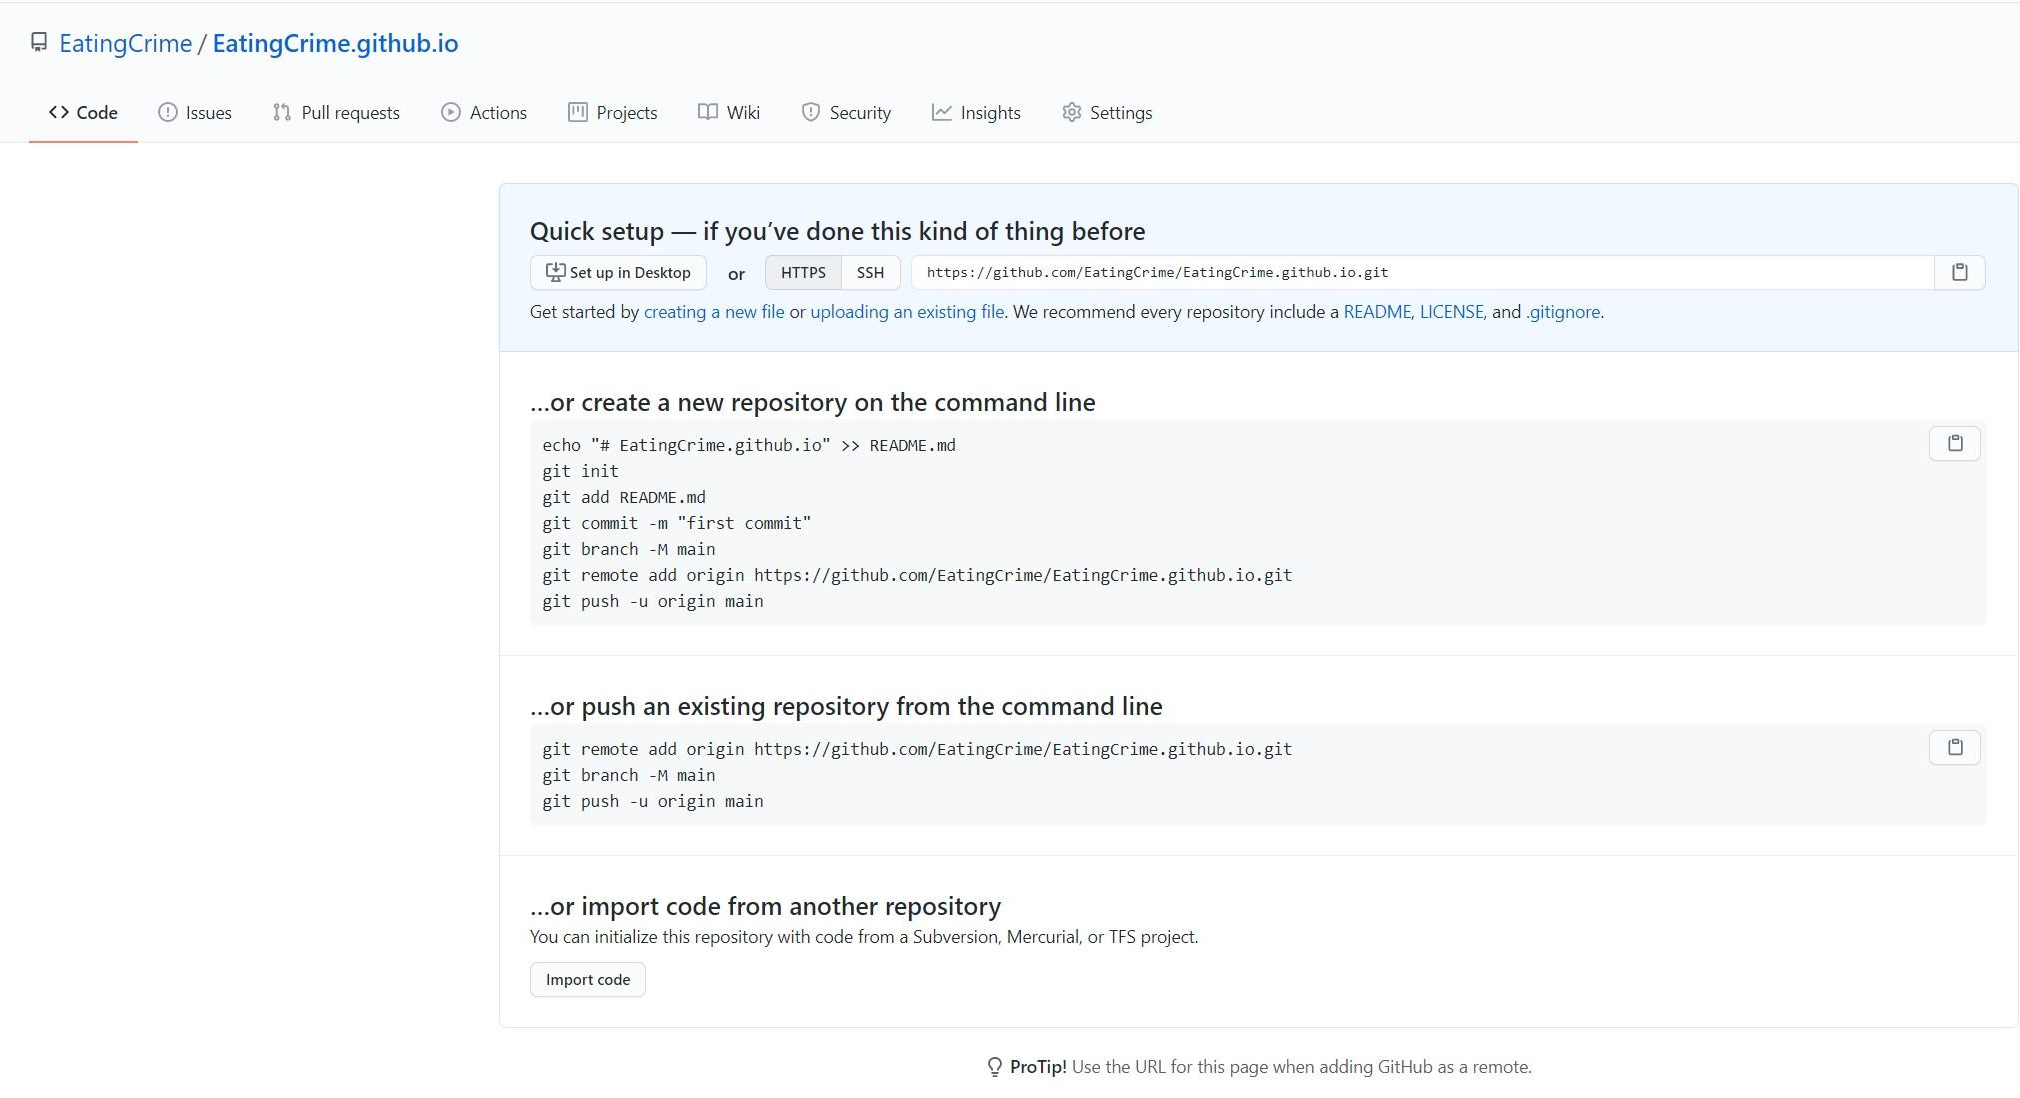 EatingCrime / EatingCrime.github.io
Code Issues Pull requests Actions Projects Wiki Security Insights Settings
Quick setup — if you’ve done this kind of thing before
Set up in Desktop or HTTPS SSH https://github.com/EatingCrime/EatingCrime.github.io.git
Get started by creating a new file or uploading an existing file. We recommend every repository include a README, LICENSE, and .gitignore.
…or create a new repository on the command line
echo "# EatingCrime.github.io" >> README.md
git init
git add README.md
git commit -m "first commit"
git branch -M main
git remote add origin https://github.com/EatingCrime/EatingCrime.github.io.git
git push -u origin main
…or push an existing repository from the command line
git remote add origin https://github.com/EatingCrime/EatingCrime.github.io.git
git branch -M main
git push -u origin main
…or import code from another repository
You can initialize this repository with code from a Subversion, Mercurial, or TFS project.
Import code
ProTip! Use the URL for this page when adding GitHub as a remote.